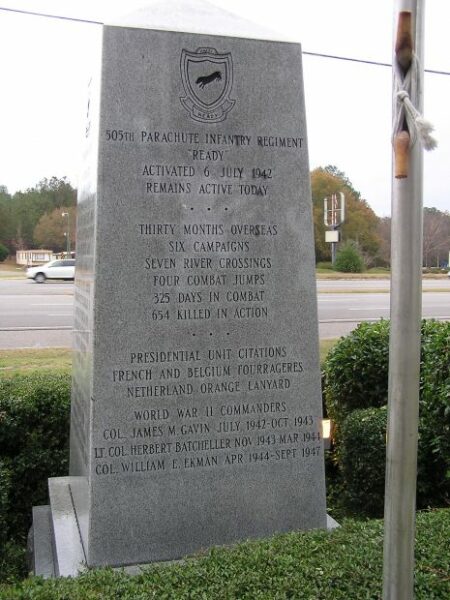 READY
505TH PARACHUTE INFANTRY REGIMENT
"READY"
ACTIVATED 6 JULY 1942
REMAINS ACTIVE TODAY
THIRTY MONTHS OVERSEAS
SIX CAMPAIGNS
SEVEN RIVER CROSSINGS
FOUR COMBAT JUMPS
325 DAYS IN COMBAT
654 KILLED IN ACTION
PRESIDENTIAL UNIT CITATIONS
FRENCH AND BELGIUM FOURRAGERES
NETHERLAND ORANGE LANYARD
WORLD WAR II COMMANDERS
COL. JAMES M. GAVIN JULY 1942-OCT 1943
LT. COL. HERBERT BATCHELLER NOV 1943 MAR 1944
COL. WILLIAM E. EKMAN APR 1944-SEPT 1947